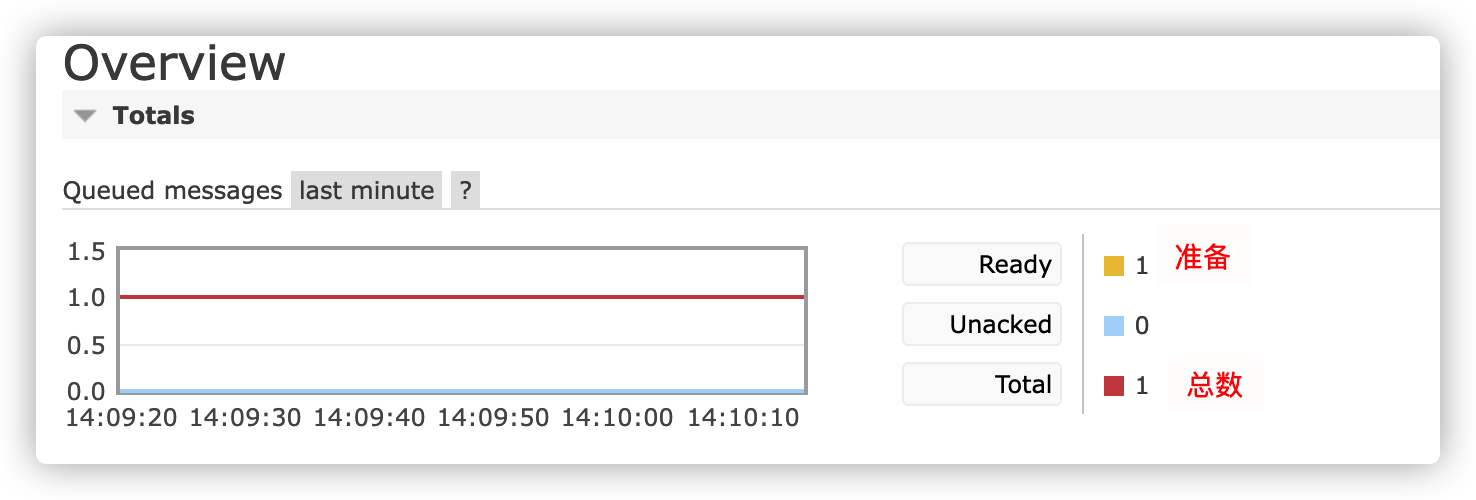 Overview
Totals
Queued messages last minute ?
1.5
1.0
0.5
0.0
14:09:20 14:09:30 14:09:40 14:09:50 14:10:00 14:10:10
Ready 1 准备
Unacked 0
Total 1 总数